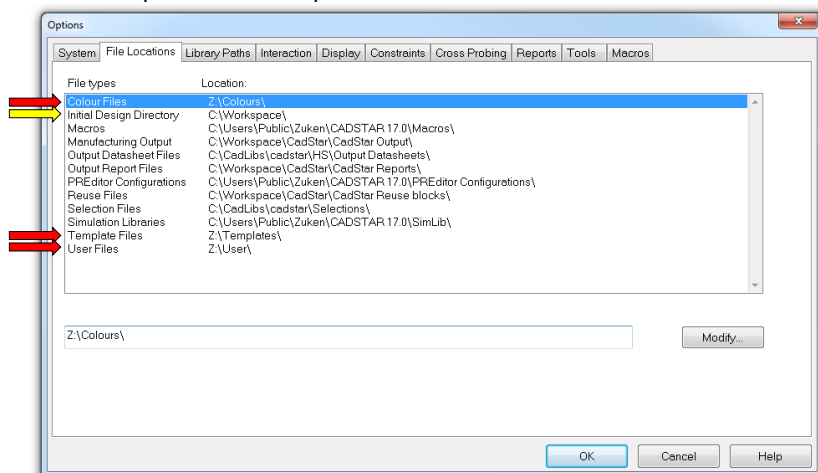 Options
System File Locations Library Paths Interaction Display Constraints Cross Probing Reports Tools Macros
File types Location:
Colour Files Z:\Colours\
Initial Design Directory C:\Workspace\
Macros C:\Users\Public\Zuken\CADSTAR 17.0\Macros\
Manufacturing Output C:\Workspace\CadStar\CadStar Output\
Output Datasheet Files C:\CadLibs\cadstar\HS\Output Datasheets\
Output Report Files C:\Workspace\CadStar\CadStar Reports\
PREditor Configurations C:\Users\Public\Zuken\CADSTAR 17.0\PREditor Configurations\
Reuse Files C:\Workspace\CadStar\CadStar Reuse blocks\
Selection Files C:\CadLibs\cadstar\Selections\
Simulation Libraries C:\Users\Public\Zuken\CADSTAR 17.0\SimLib\
Template Files Z:\Templates\
User Files Z:\User\
Z:\Colours\
Modify...
OK Cancel Help